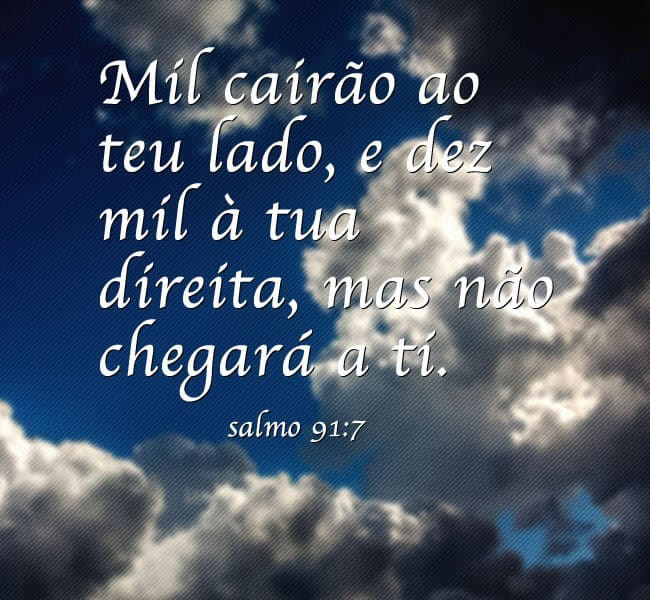 Mil cairão ao
teu lado, e dez
mil à tua
direita, mas não
chegará a ti.
salmo 91:7